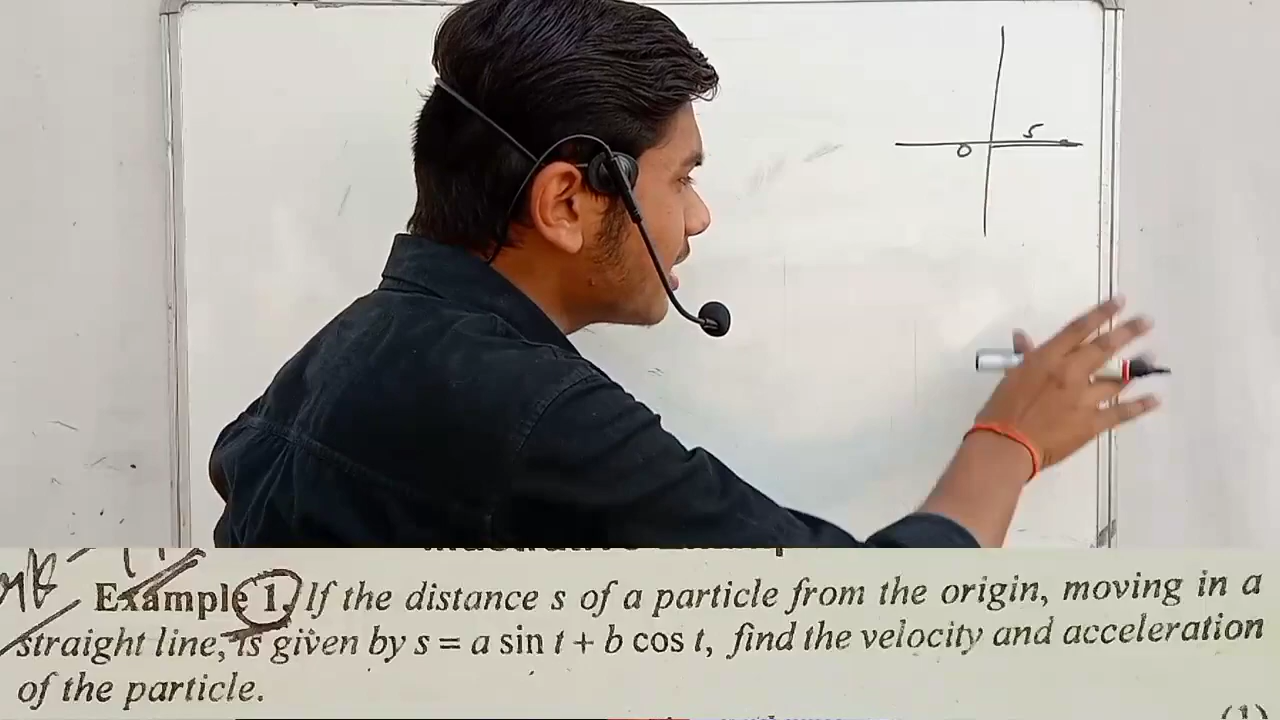 s
O
Example 1. If the distance s of a particle from the origin, moving in a
straight line, is given by s = a sin t + b cos t, find the velocity and acceleration
of the particle.
(1)